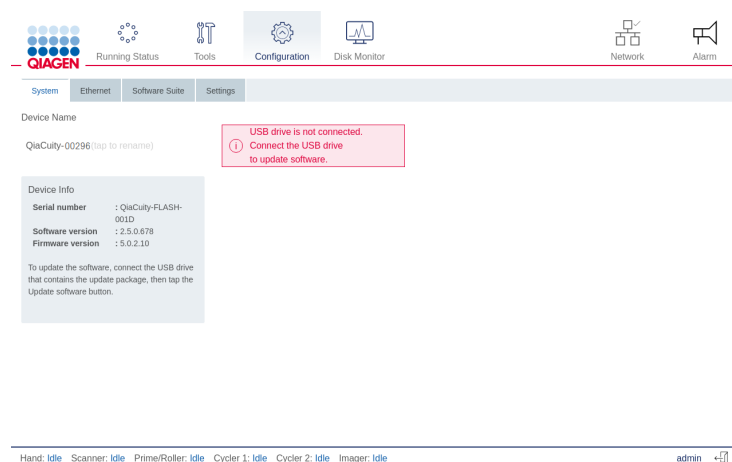 QIAGEN
Running Status
Tools
Configuration
Disk Monitor
Network
Alarm
System
Ethernet
Software Suite
Settings
Device Name
QiaCuity-00296(tap to rename)
USB drive is not connected.
Connect the USB drive
to update software.
Device Info
Serial number : QiaCuity-FLASH-
001D
Software version : 2.5.0.678
Firmware version : 5.0.2.10
To update the software, connect the USB drive
that contains the update package, then tap the
Update software button.
Hand: Idle Scanner: Idle Prime/Roller: Idle Cycler 1: Idle Cycler 2: Idle Imager: Idle
admin